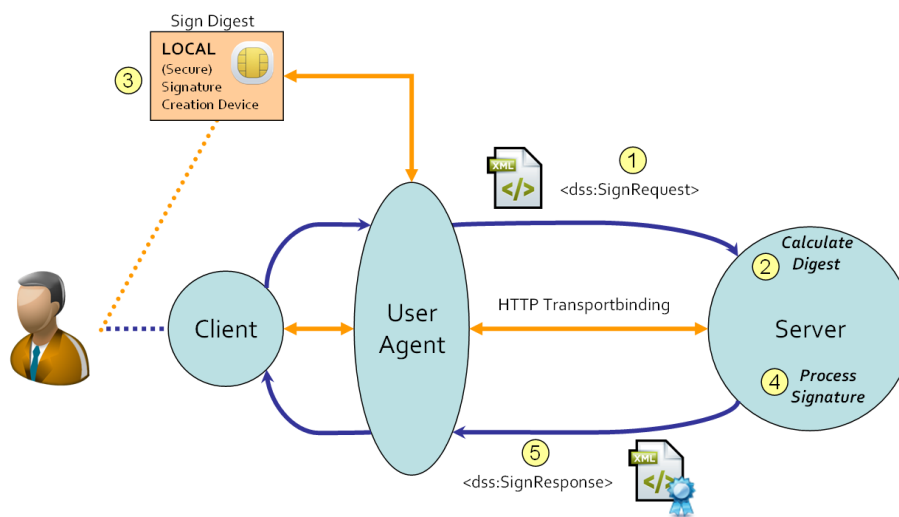 Sign Digest
LOCAL
(Secure)
Signature
Creation Device
3
XML
</>
1
<dss:SignRequest>
Calculate
Digest
2
HTTP Transportbinding
Client
User
Agent
Server
4
Process
Signature
5
<dss:SignResponse>
XML
</>